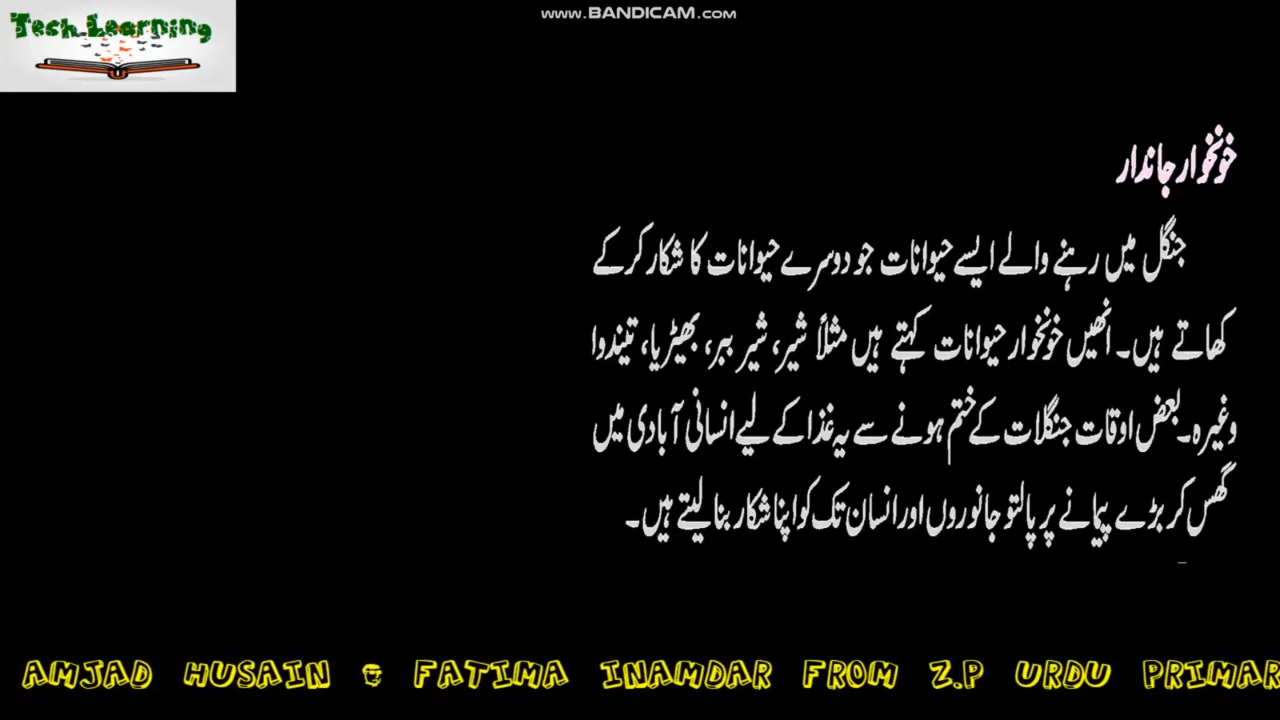 www.BANDICAM.com
Tech Learning
خونخوار جاندار
جنگل میں رہنے والے ایسے حیوانات جو دوسرے حیوانات کا شکار کرکے
کھاتے ہیں۔ انھیں خونخوار حیوانات کہتے ہیں مثلاً شیر، شیر ببر، بھیڑیا، تیندوا
وغیرہ۔ بعض اوقات جنگلات کے ختم ہونے سے یہ غذا کے لیے انسانی آبادی میں
گھس کر بڑے پیمانے پر پالتو جانوروں اور انسان تک کو اپنا شکار بنا لیتے ہیں۔
AMJAD HUSAIN & FATIMA INAMDAR FROM Z.P URDU PRIMAR